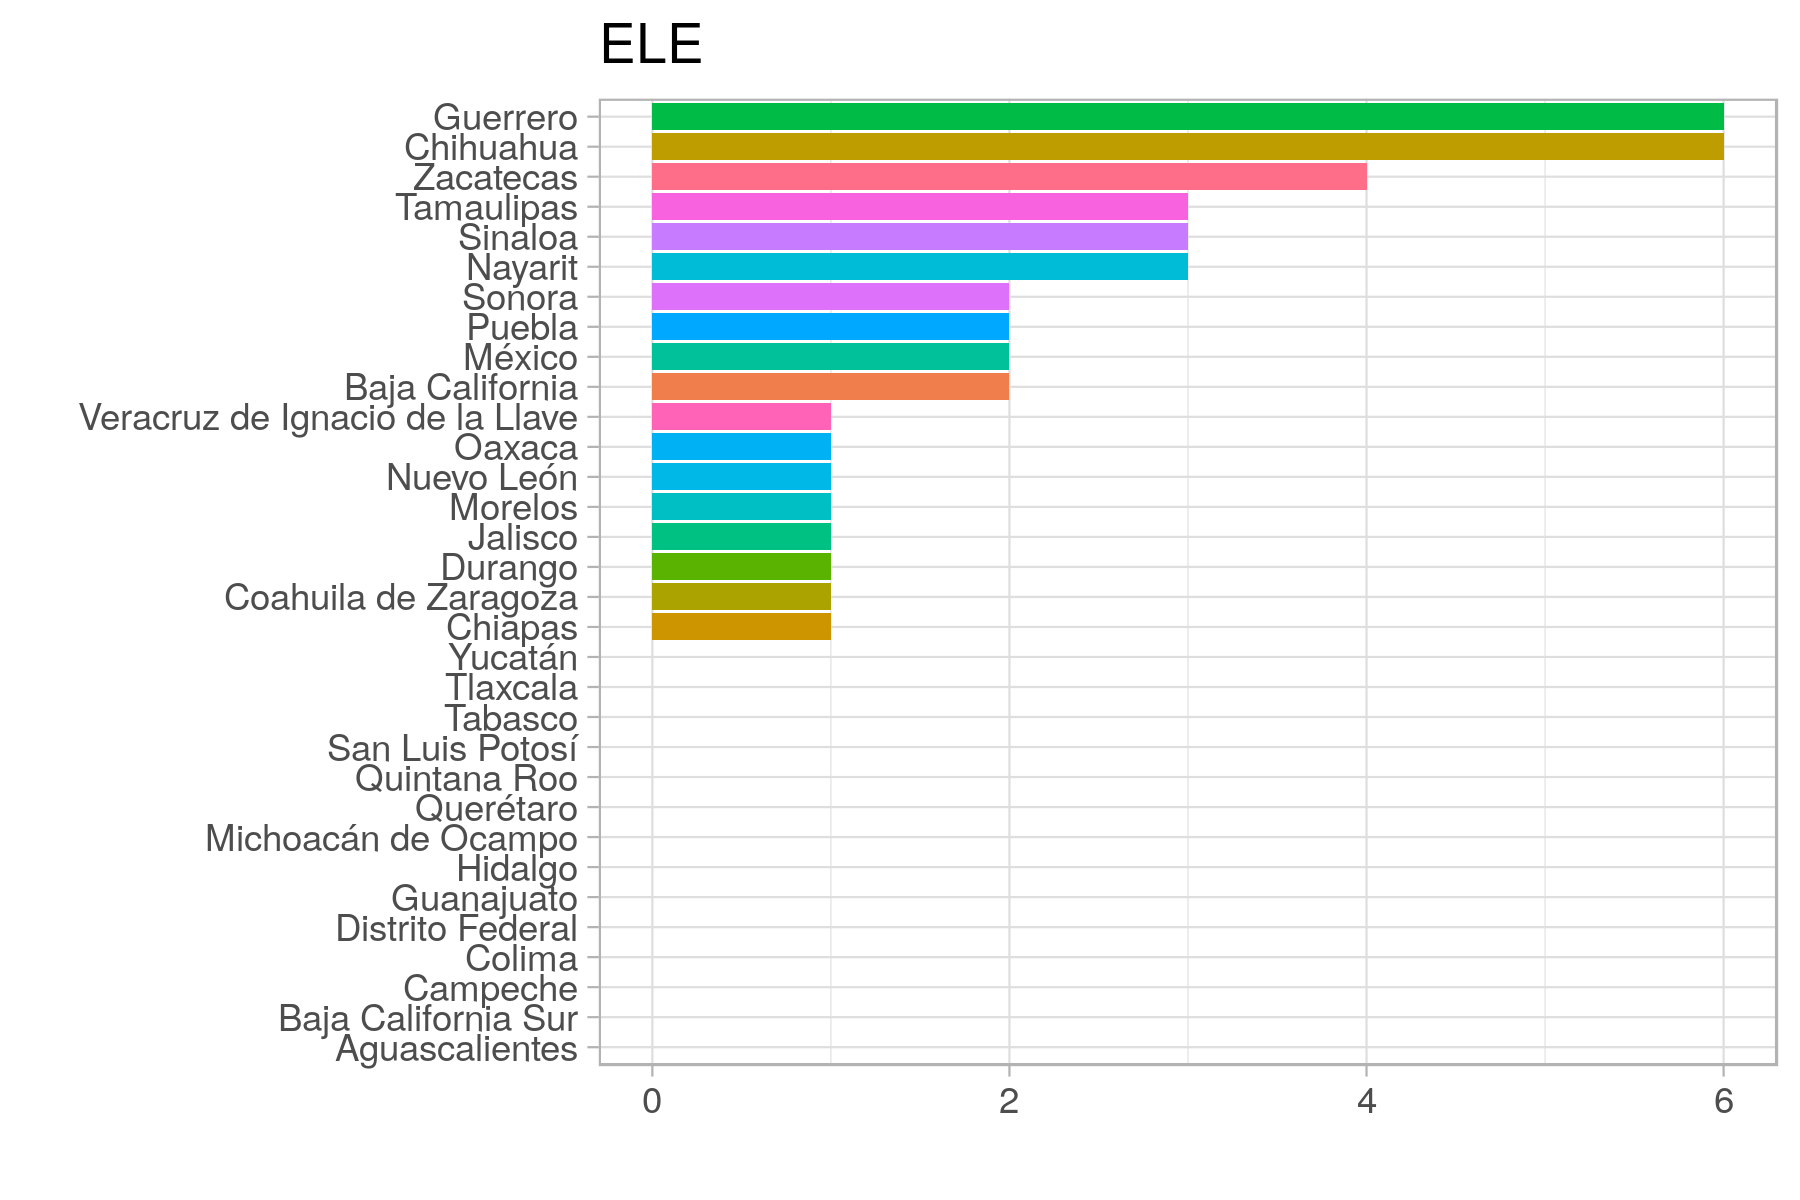 ELE
Guerrero
Chihuahua
Zacatecas
Tamaulipas
Sinaloa
Nayarit
Sonora
Puebla
México
Baja California
Veracruz de Ignacio de la Llave
Oaxaca
Nuevo León
Morelos
Jalisco
Durango
Coahuila de Zaragoza
Chiapas
Yucatán
Tlaxcala
Tabasco
San Luis Potosí
Quintana Roo
Querétaro
Michoacán de Ocampo
Hidalgo
Guanajuato
Distrito Federal
Colima
Campeche
Baja California Sur
Aguascalientes
0 2 4 6